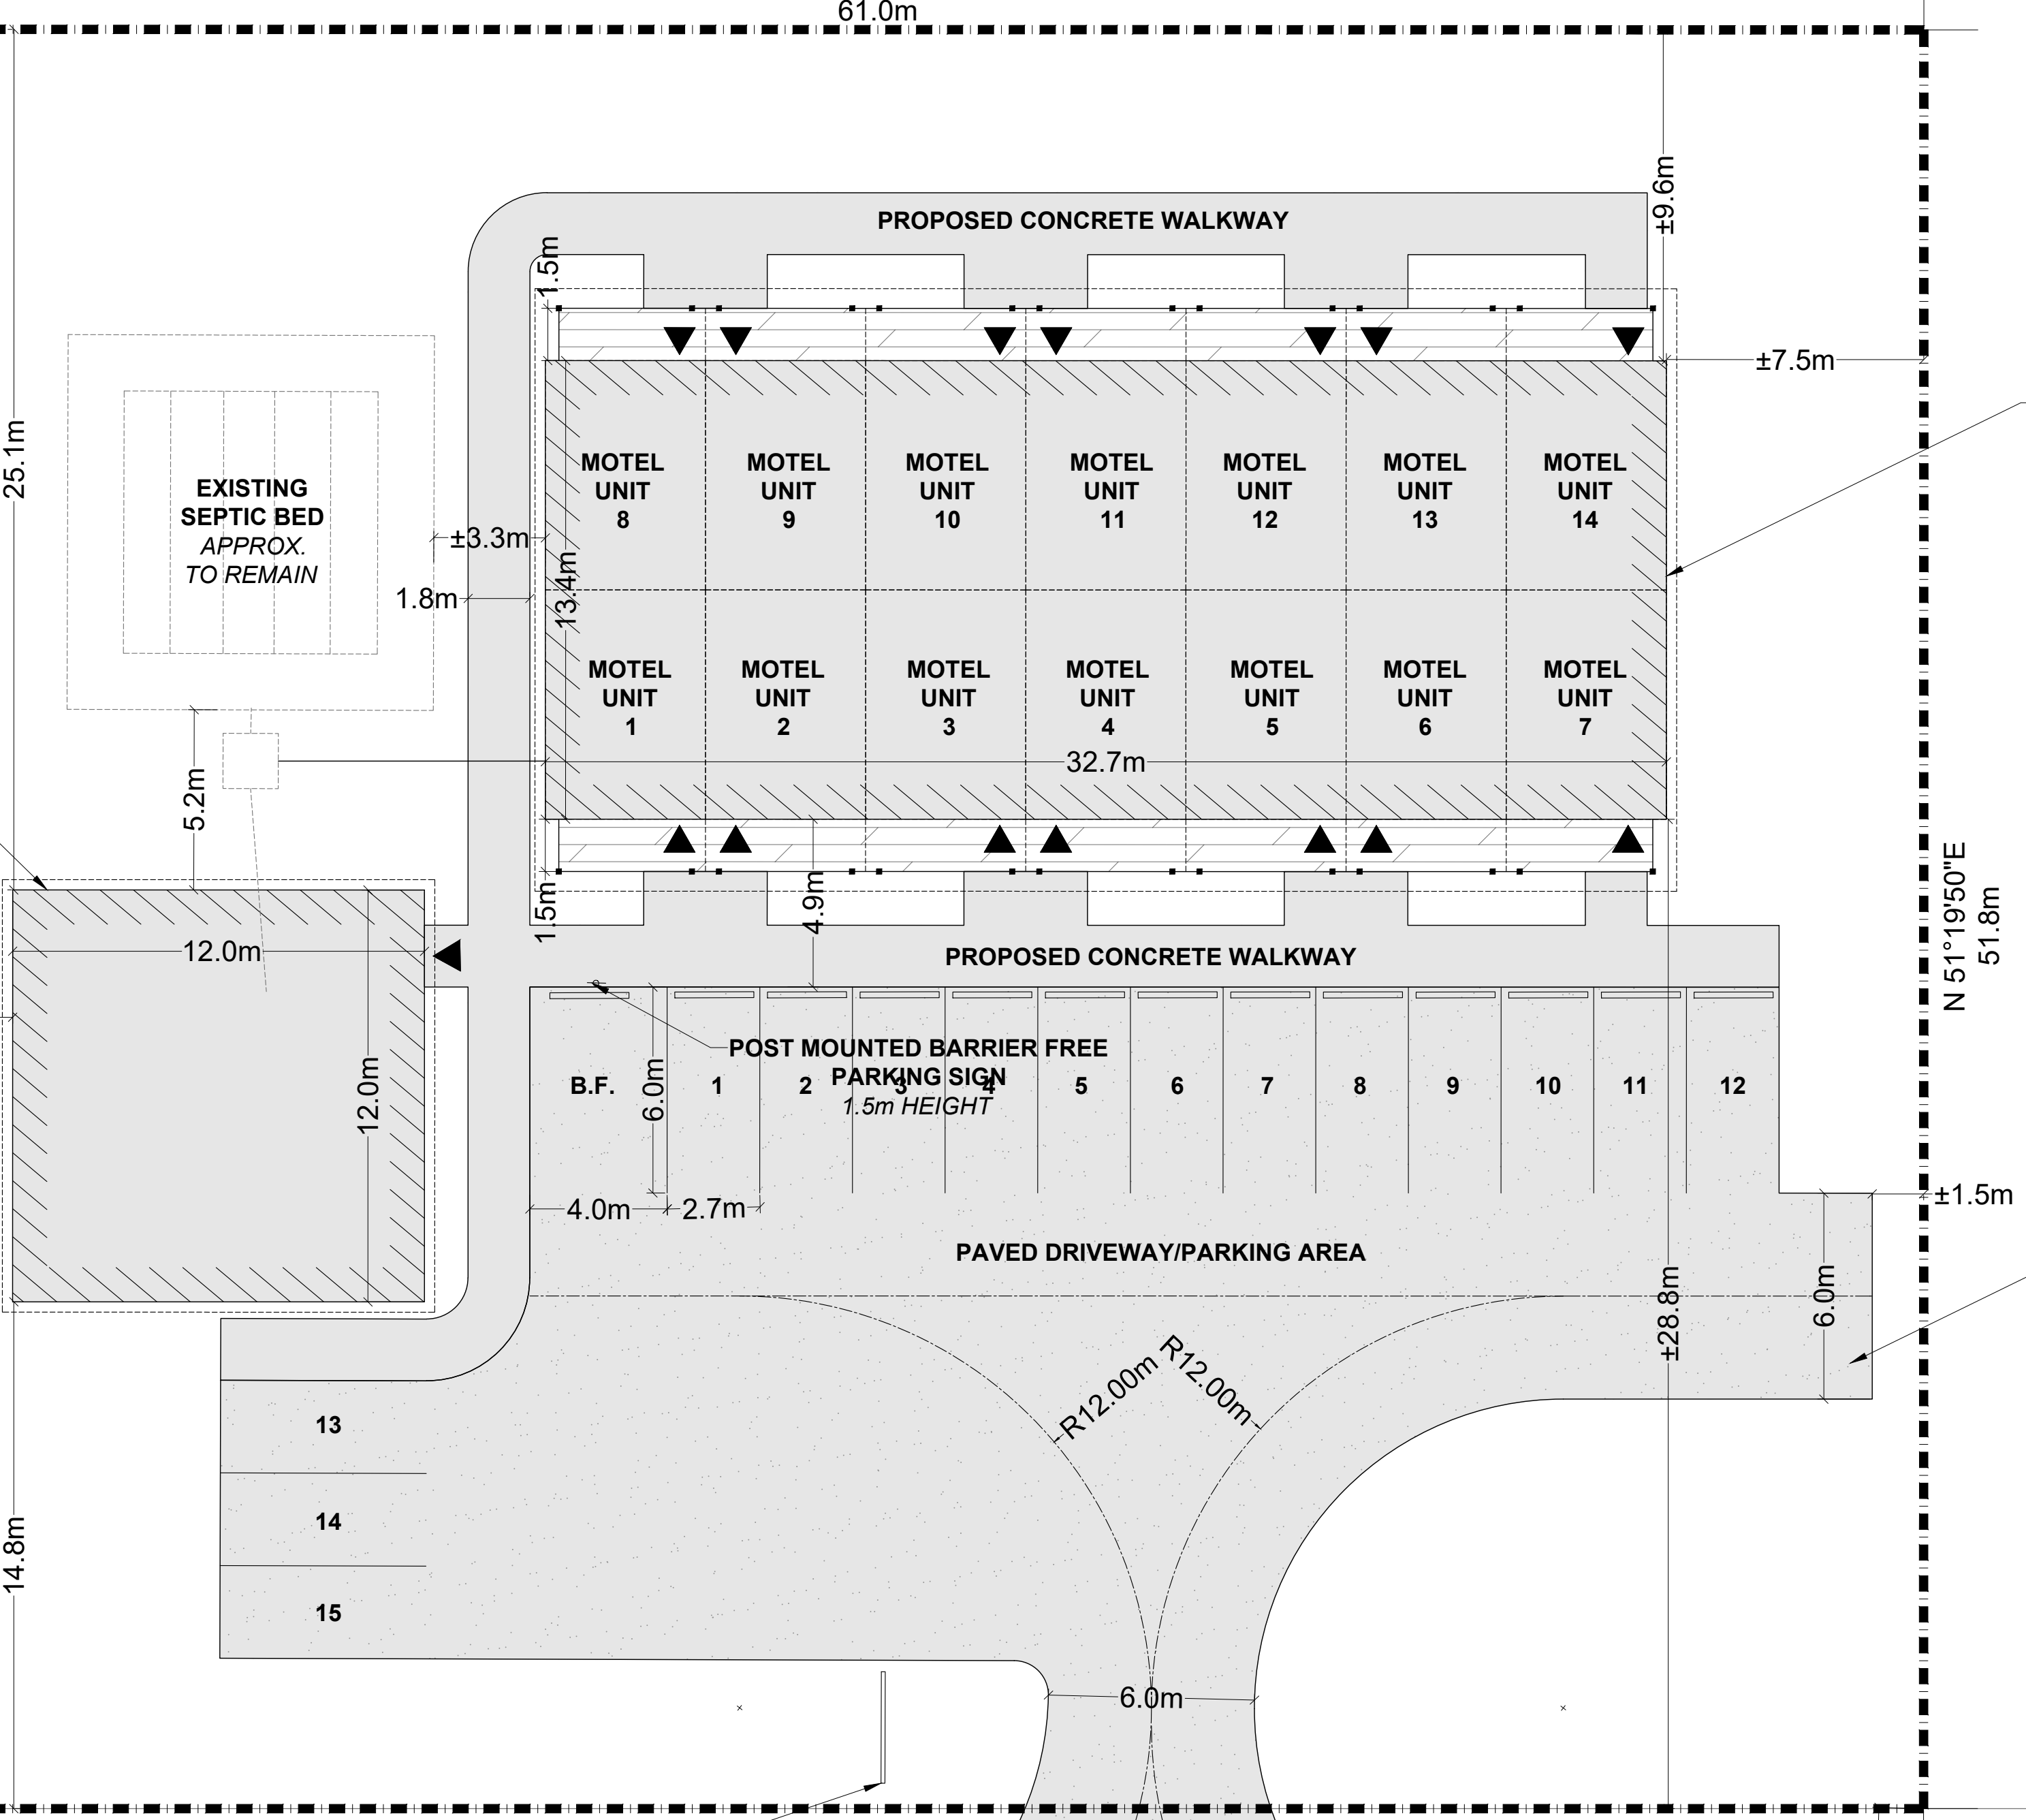 61.0m
PROPOSED CONCRETE WALKWAY
±9.6m
1.5m
±7.5m
25.1m
MOTEL
UNIT
8
MOTEL
UNIT
9
MOTEL
UNIT
10
MOTEL
UNIT
11
MOTEL
UNIT
12
MOTEL
UNIT
13
MOTEL
UNIT
14
EXISTING
SEPTIC BED
APPROX.
TO REMAIN
±3.3m
13.4m
1.8m
MOTEL
UNIT
1
MOTEL
UNIT
2
MOTEL
UNIT
3
MOTEL
UNIT
4
MOTEL
UNIT
5
MOTEL
UNIT
6
MOTEL
UNIT
7
32.7m
5.2m
1.5m
4.9m
N 51°19'50"E
51.8m
12.0m
PROPOSED CONCRETE WALKWAY
12.0m
POST MOUNTED BARRIER FREE
PARKING SIGN
1.5m HEIGHT
B.F.
6.0m
1
2
3
4
5
6
7
8
9
10
11
12
4.0m
2.7m
±1.5m
PAVED DRIVEWAY/PARKING AREA
±28.8m
6.0m
R12.00m
R12.00m
13
14
15
14.8m
6.0m